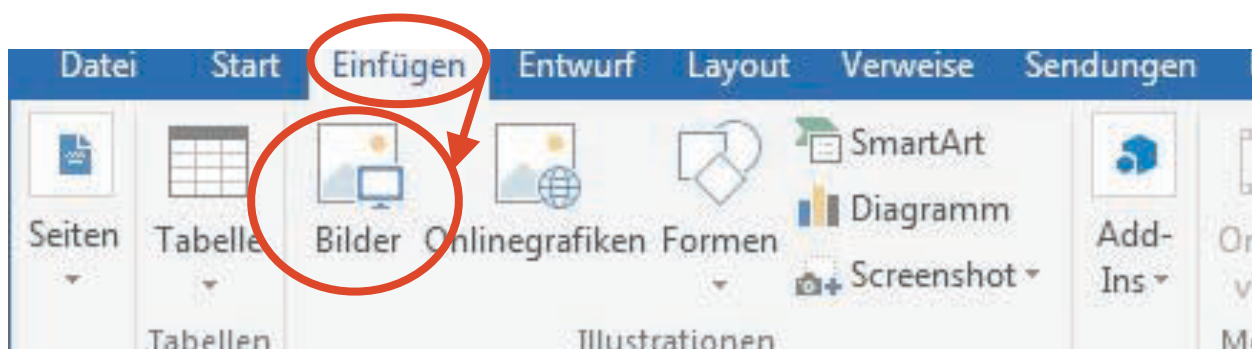 Datei Start Einfügen Entwurf Layout Verweise Sendungen
SmartArt
Diagramm
Seiten Tabelle Bilder Onlinegrafiken Formen Add-
Screenshot Ins
Tabellen Illustrationen